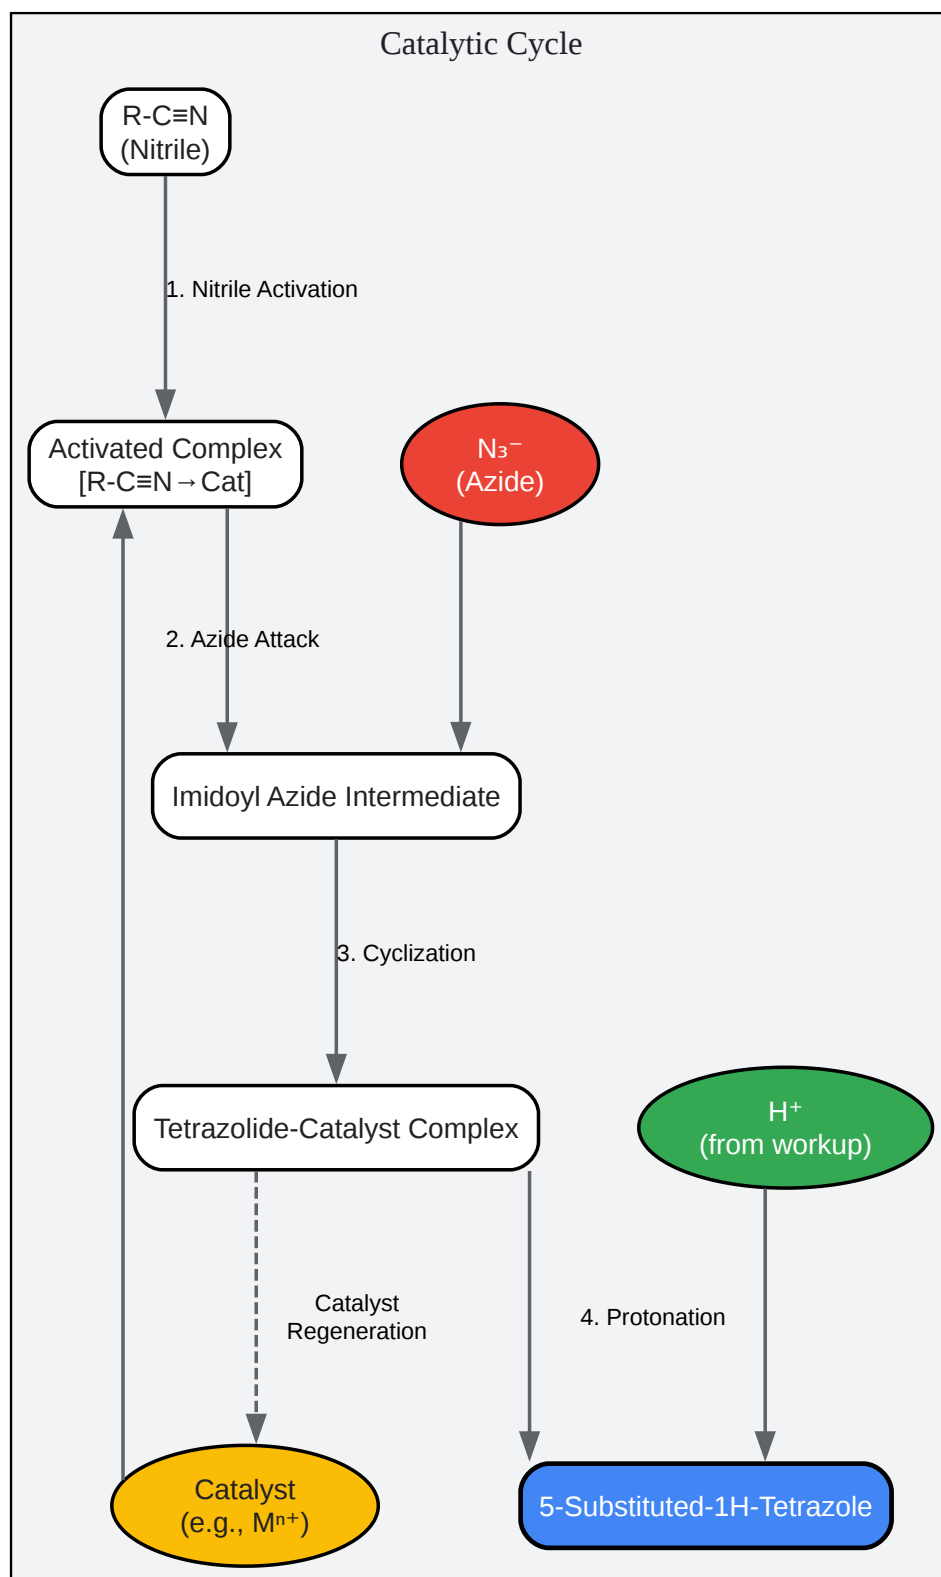 Catalytic Cycle
R-C≡N
(Nitrile)
1. Nitrile Activation
Activated Complex
[R-C≡N→Cat]
N₃⁻
(Azide)
2. Azide Attack
Imidoyl Azide Intermediate
3. Cyclization
Tetrazolide-Catalyst Complex
H⁺
(from workup)
Catalyst
Regeneration
4. Protonation
Catalyst
(e.g., Mⁿ⁺)
5-Substituted-1H-Tetrazole